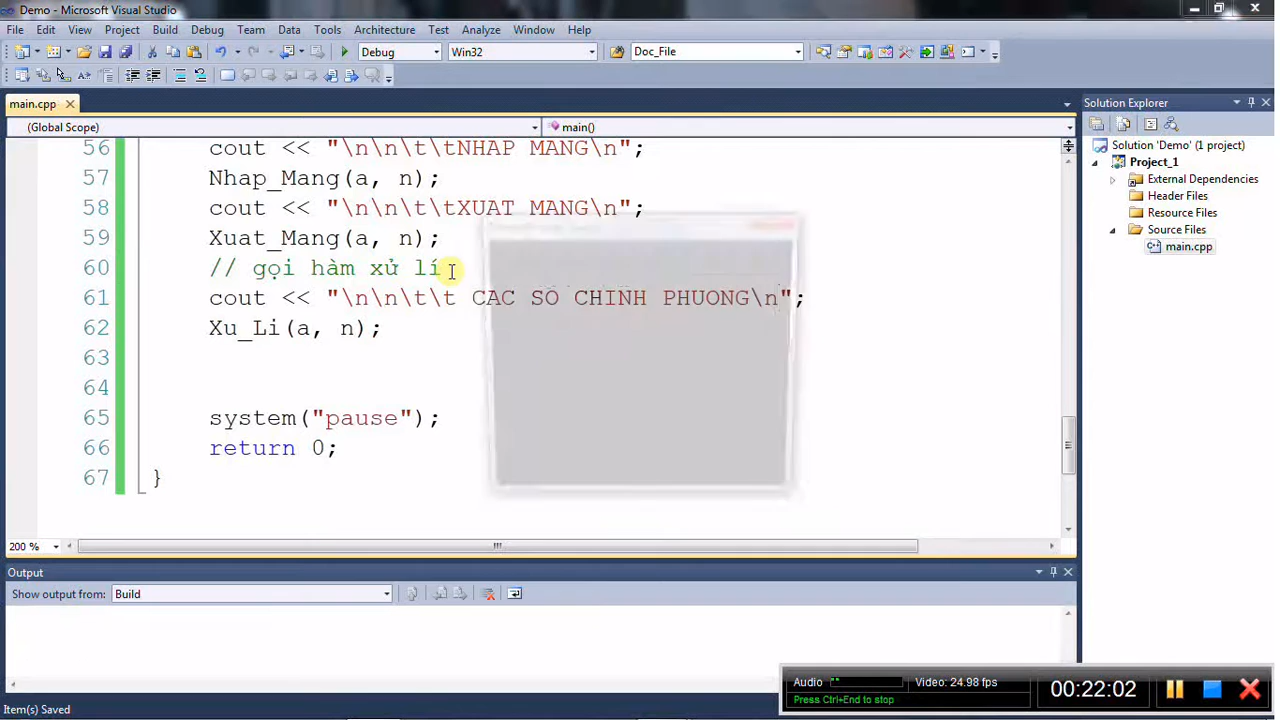 Demo - Microsoft Visual Studio
File Edit View Project Build Debug Team Data Tools Architecture Test Analyze Window Help
Debug Win32 Doc_File
main.cpp
(Global Scope) main()
56 cout << "\n\n\t\tNHAP MANG\n";
57 Nhap_Mang(a, n);
58 cout << "\n\n\t\tXUAT MANG\n";
59 Xuat_Mang(a, n);
60 // gọi hàm xử lí
61 cout << "\n\n\t\t CAC SO CHINH PHUONG\n";
62 Xu_Li(a, n);
63
64
65 system("pause");
66 return 0;
67 }
200 %
Solution Explorer
Solution 'Demo' (1 project)
Project_1
External Dependencies
Header Files
Resource Files
Source Files
main.cpp
Output
Show output from: Build
Audio
Video: 24.98 fps
Press Ctrl+End to stop
00:22:02
Item(s) Saved